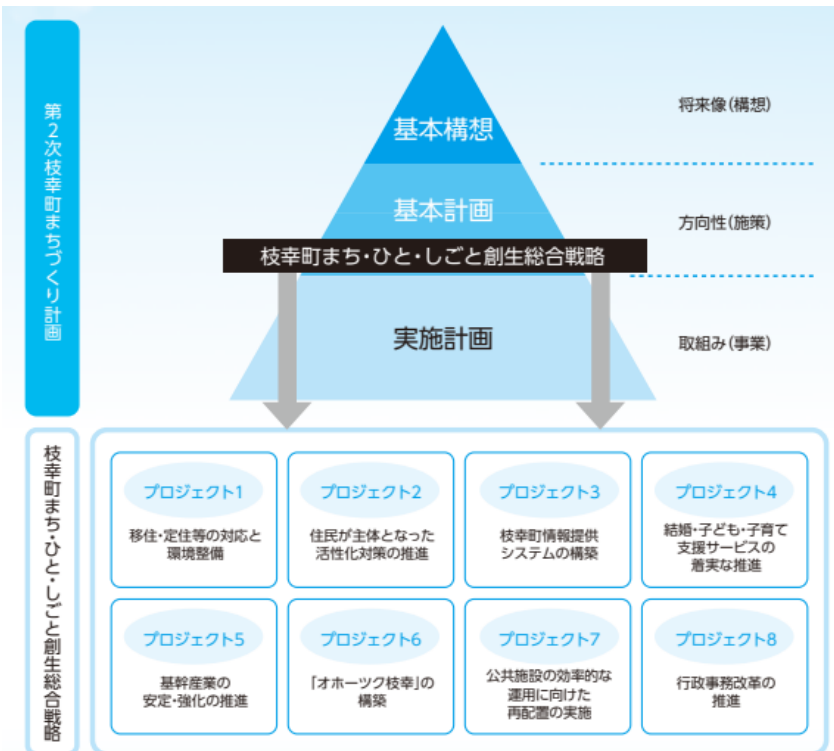 第2次枝幸町まちづくり計画
基本構想
将来像(構想)
基本計画
方向性(施策)
枝幸町まち・ひと・しごと創生総合戦略
実施計画
取組み(事業)
枝幸町まち・ひと・しごと創生総合戦略
プロジェクト1
移住・定住等の対応と
環境整備
プロジェクト2
住民が主体となった
活性化対策の推進
プロジェクト3
枝幸町情報提供
システムの構築
プロジェクト4
結婚・子ども・子育て
支援サービスの
着実な推進
プロジェクト5
基幹産業の
安定・強化の推進
プロジェクト6
「オホーツク枝幸」の
構築
プロジェクト7
公共施設の効率的な
運用に向けた
再配置の実施
プロジェクト8
行政事務改革の
推進